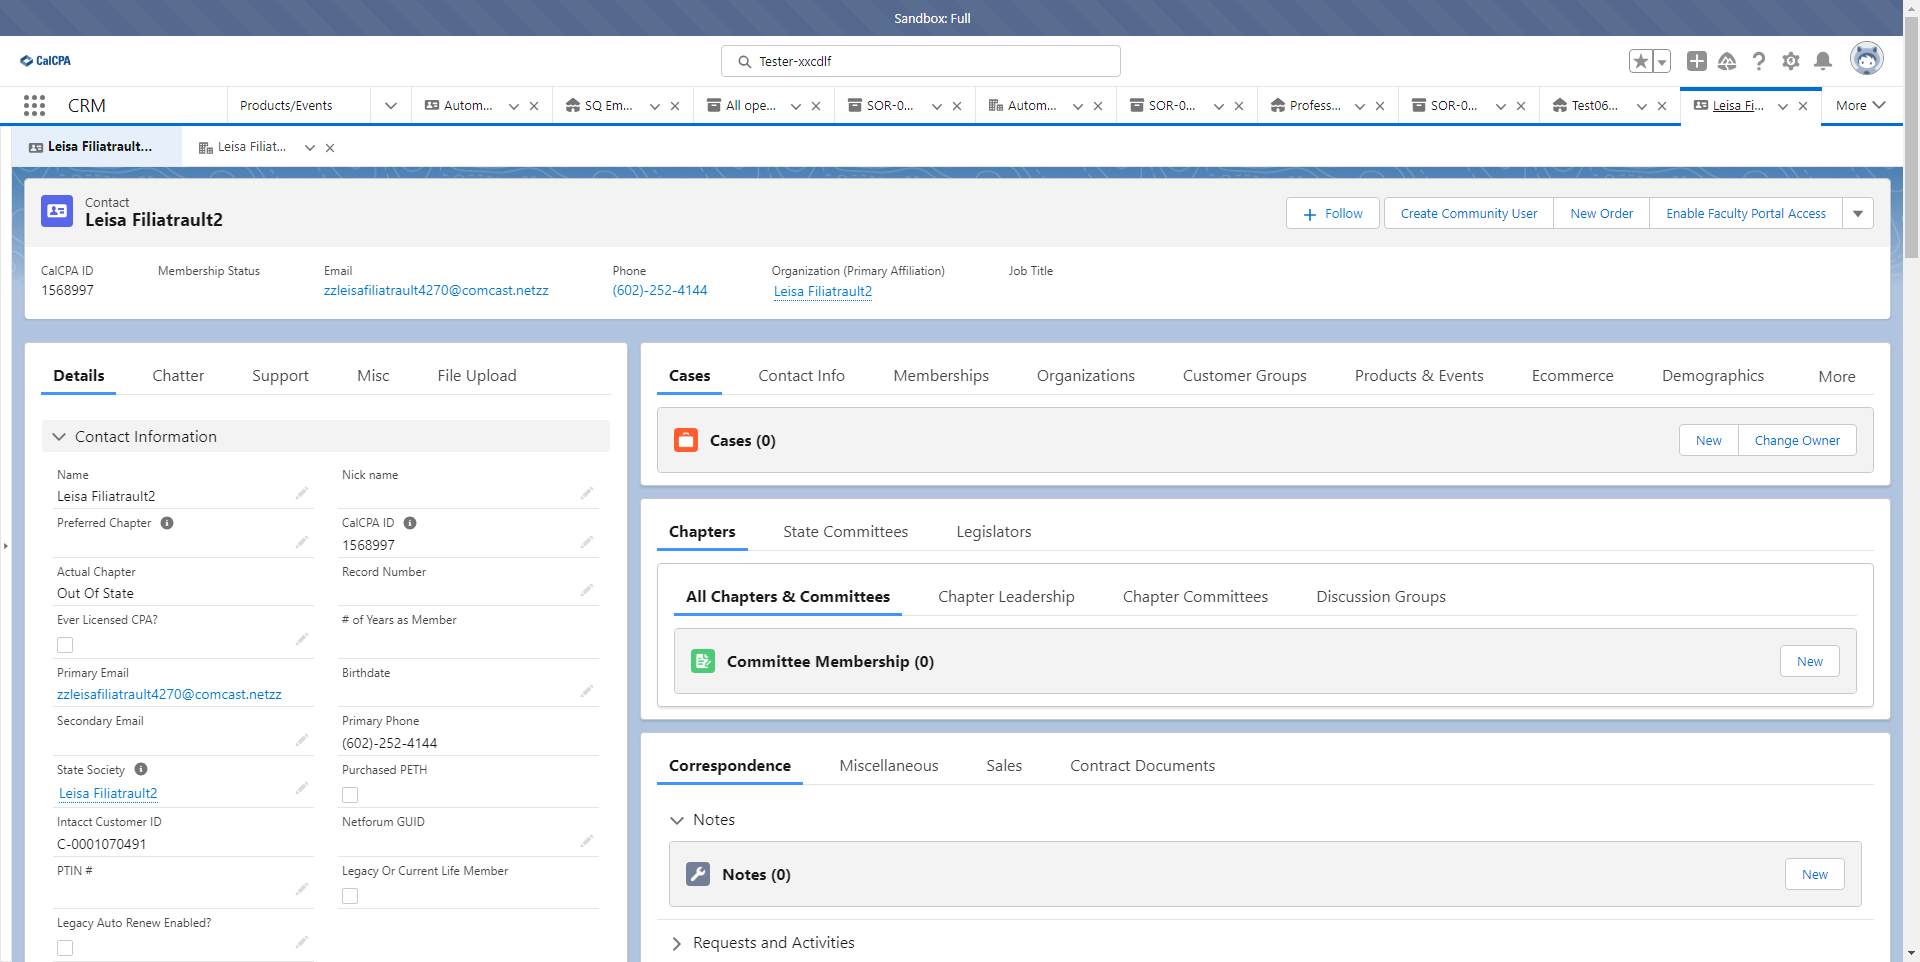 Sandbox: Full
CalCPA
Tester-xxcdlf
CRM
Products/Events
Autom...
SQ Em...
All ope...
SOR-0...
Autom...
SOR-0...
Profess...
SOR-0...
Test06...
Leisa Fi...
More
Leisa Filiatrault...
Leisa Filiat...
Contact
Leisa Filiatrault2
Follow
Create Community User
New Order
Enable Faculty Portal Access
CalCPA ID
1568997
Membership Status
Email
zzleisafiliatrault4270@comcast.netzz
Phone
(602)-252-4144
Organization (Primary Affiliation)
Leisa Filiatrault2
Job Title
Details
Chatter
Support
Misc
File Upload
Contact Information
Name
Leisa Filiatrault2
Nick name
Preferred Chapter
CalCPA ID
1568997
Actual Chapter
Out Of State
Record Number
Ever Licensed CPA?
# of Years as Member
Primary Email
zzleisafiliatrault4270@comcast.netzz
Birthdate
Secondary Email
Primary Phone
(602)-252-4144
State Society
Leisa Filiatrault2
Purchased PETH
Intacct Customer ID
C-0001070491
Netforum GUID
PTIN #
Legacy Or Current Life Member
Legacy Auto Renew Enabled?
Cases
Contact Info
Memberships
Organizations
Customer Groups
Products & Events
Ecommerce
Demographics
More
Cases (0)
New
Change Owner
Chapters
State Committees
Legislators
All Chapters & Committees
Chapter Leadership
Chapter Committees
Discussion Groups
Committee Membership (0)
New
Correspondence
Miscellaneous
Sales
Contract Documents
Notes
Notes (0)
New
Requests and Activities